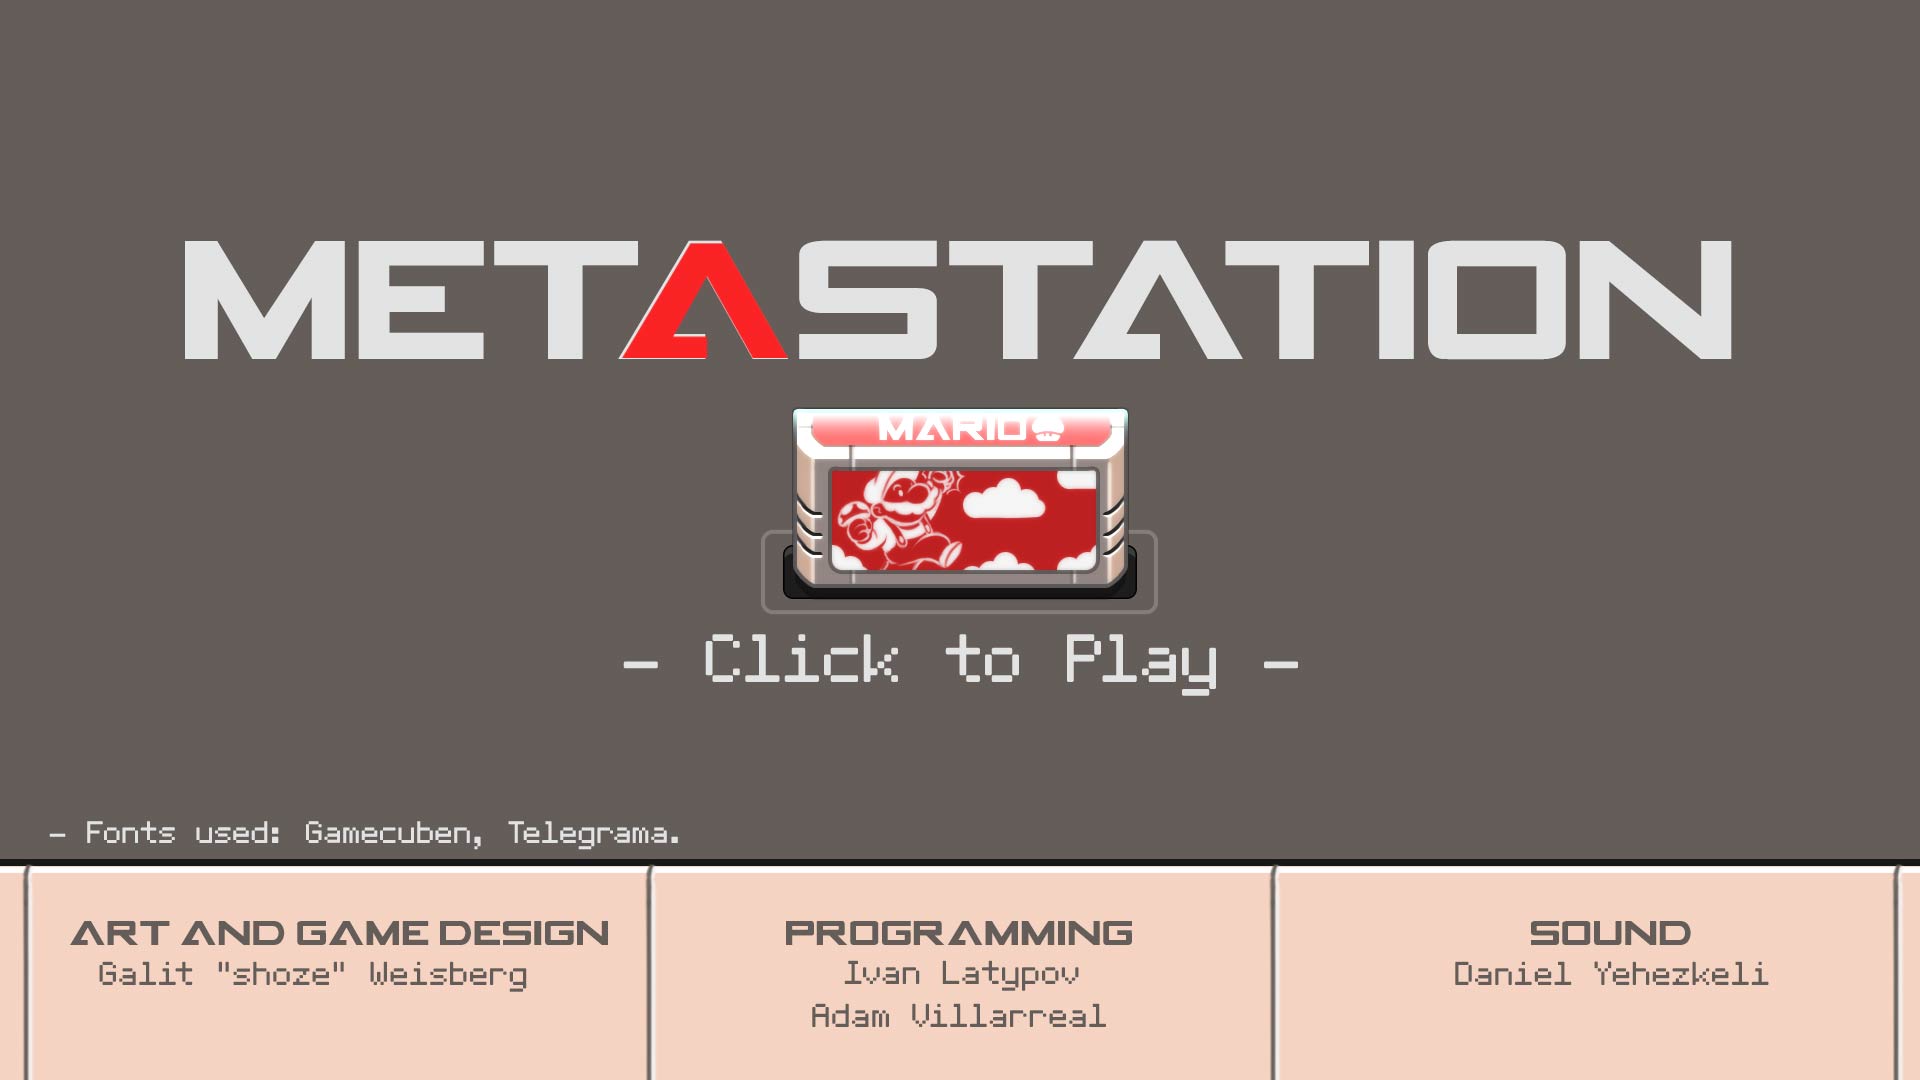 METASTATION
MARIO
- Click to Play -
- Fonts used: Gamecuben, Telegrama.
ART AND GAME DESIGN
Galit "shoze" Weisberg
PROGRAMMING
Ivan Latypov
Adam Villarreal
SOUND
Daniel Yehezkeli